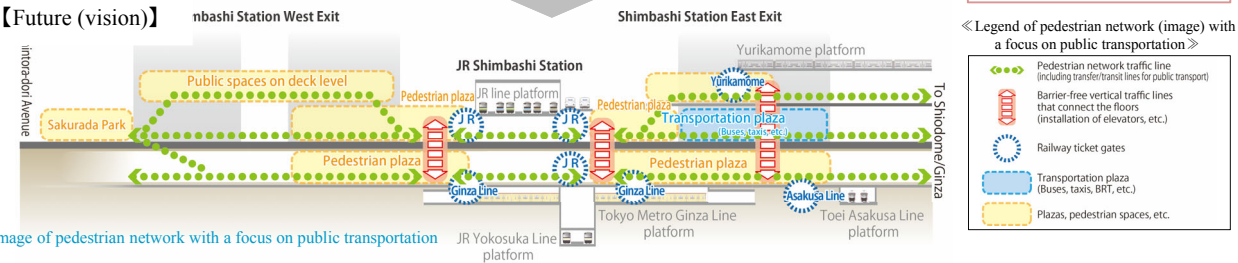 【Future (vision)】
mbashi Station West Exit
Shimbashi Station East Exit
≪Legend of pedestrian network (image) with
a focus on public transportation≫
Yurikamome platform
JR Shimbashi Station
Public spaces on deck level
Yurikamome
Pedestrian plaza
JR line platform
Pedestrian plaza
Sakurada Park
JR
JR
Transportation plaza
(Buses, taxis, etc.)
intora-dori Avenue
To Shiodome/Ginza
Pedestrian plaza
JR
Pedestrian plaza
Ginza Line
Ginza Line
Asakusa Line
Tokyo Metro Ginza Line
platform
Toei Asakusa Line
platform
mage of pedestrian network with a focus on public transportation
JR Yokosuka Line
platform
Pedestrian network traffic line
(including transfer/transit lines for public transport)
Barrier-free vertical traffic lines
that connect the floors
(installation of elevators, etc.)
Railway ticket gates
Transportation plaza
(Buses, taxis, BRT, etc.)
Plazas, pedestrian spaces, etc.